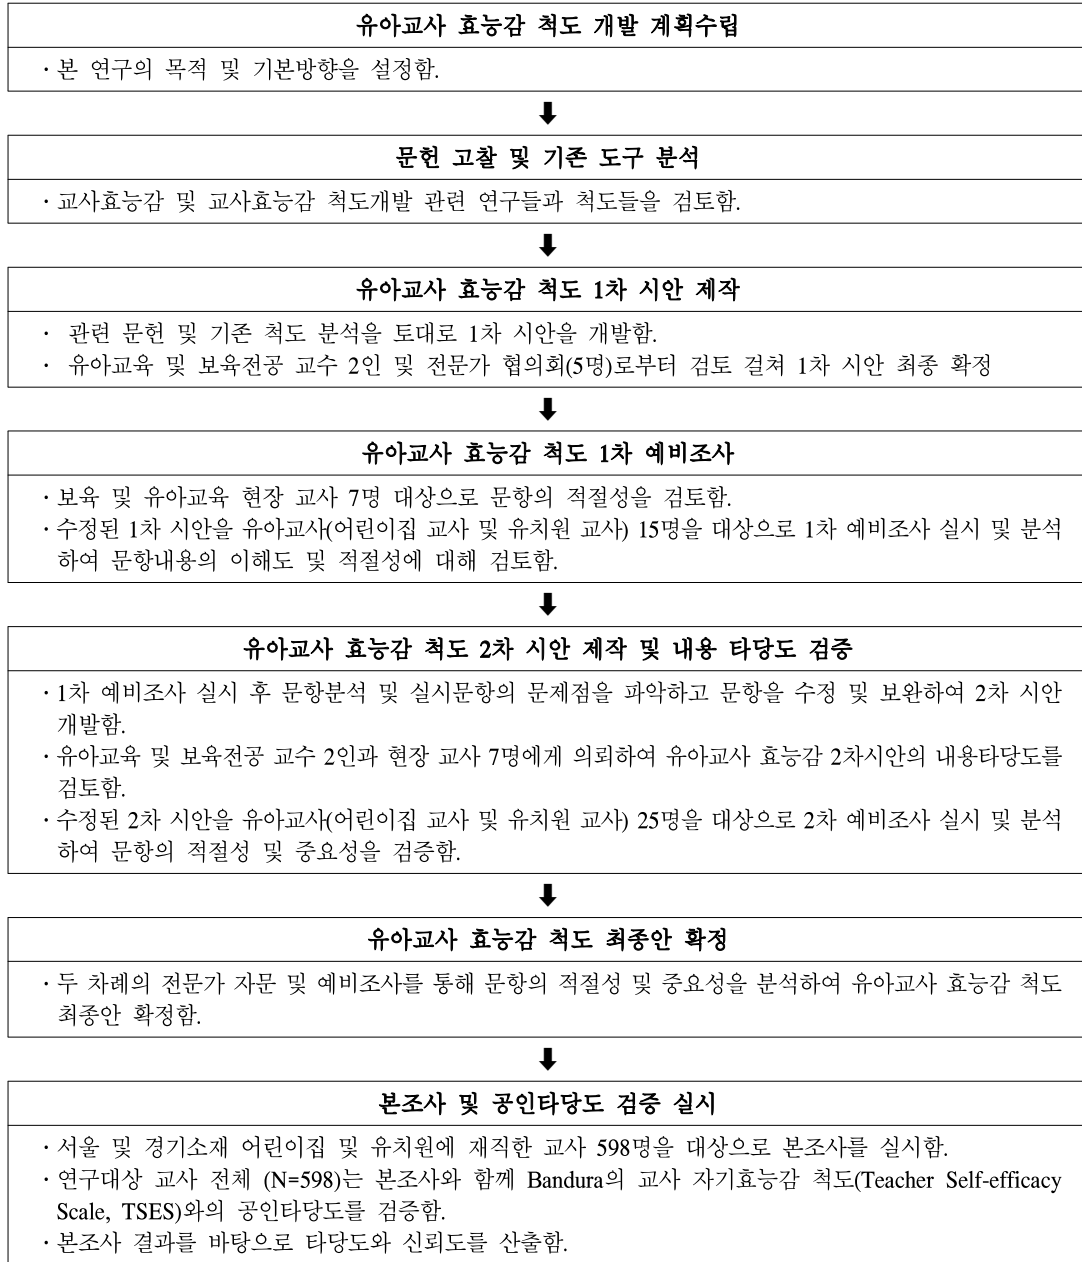 유아교사 효능감 척도 개발 계획수립
· 본 연구의 목적 및 기본방향을 설정함.
문헌 고찰 및 기존 도구 분석
· 교사효능감 및 교사효능감 척도개발 관련 연구들과 척도들을 검토함.
유아교사 효능감 척도 1차 시안 제작
· 관련 문헌 및 기존 척도 분석을 토대로 1차 시안을 개발함.
· 유아교육 및 보육전공 교수 2인 및 전문가 협의회(5명)로부터 검토 걸쳐 1차 시안 최종 확정
유아교사 효능감 척도 1차 예비조사
· 보육 및 유아교육 현장 교사 7명 대상으로 문항의 적절성을 검토함.
· 수정된 1차 시안을 유아교사(어린이집 교사 및 유치원 교사) 15명을 대상으로 1차 예비조사 실시 및 분석
하여 문항내용의 이해도 및 적절성에 대해 검토함.
유아교사 효능감 척도 2차 시안 제작 및 내용 타당도 검증
· 1차 예비조사 실시 후 문항분석 및 실시문항의 문제점을 파악하고 문항을 수정 및 보완하여 2차 시안
개발함.
· 유아교육 및 보육전공 교수 2인과 현장 교사 7명에게 의뢰하여 유아교사 효능감 2차시안의 내용타당도를
검토함.
· 수정된 2차 시안을 유아교사(어린이집 교사 및 유치원 교사) 25명을 대상으로 2차 예비조사 실시 및 분석
하여 문항의 적절성 및 중요성을 검증함.
유아교사 효능감 척도 최종안 확정
· 두 차례의 전문가 자문 및 예비조사를 통해 문항의 적절성 및 중요성을 분석하여 유아교사 효능감 척도
최종안 확정함.
본조사 및 공인타당도 검증 실시
· 서울 및 경기소재 어린이집 및 유치원에 재직한 교사 598명을 대상으로 본조사를 실시함.
· 연구대상 교사 전체 (N=598)는 본조사와 함께 Bandura의 교사 자기효능감 척도(Teacher Self-efficacy
Scale, TSES)와의 공인타당도를 검증함.
· 본조사 결과를 바탕으로 타당도와 신뢰도를 산출함.